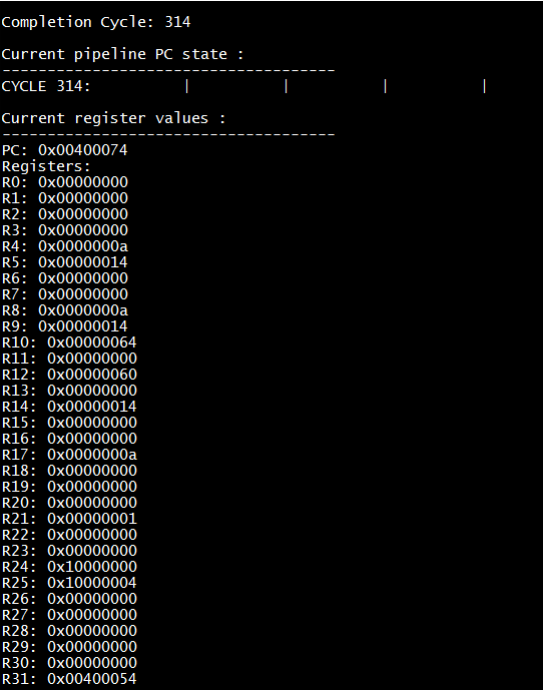 Completion Cycle: 314
Current pipeline PC state :
-------------------------------------
CYCLE 314:          |          |          |          |
Current register values :
-------------------------------------
PC: 0x00400074
Registers:
R0: 0x00000000
R1: 0x00000000
R2: 0x00000000
R3: 0x00000000
R4: 0x0000000a
R5: 0x00000014
R6: 0x00000000
R7: 0x00000000
R8: 0x0000000a
R9: 0x00000014
R10: 0x00000064
R11: 0x00000000
R12: 0x00000060
R13: 0x00000000
R14: 0x00000014
R15: 0x00000000
R16: 0x00000000
R17: 0x0000000a
R18: 0x00000000
R19: 0x00000000
R20: 0x00000000
R21: 0x00000001
R22: 0x00000000
R23: 0x00000000
R24: 0x10000000
R25: 0x10000004
R26: 0x00000000
R27: 0x00000000
R28: 0x00000000
R29: 0x00000000
R30: 0x00000000
R31: 0x00400054